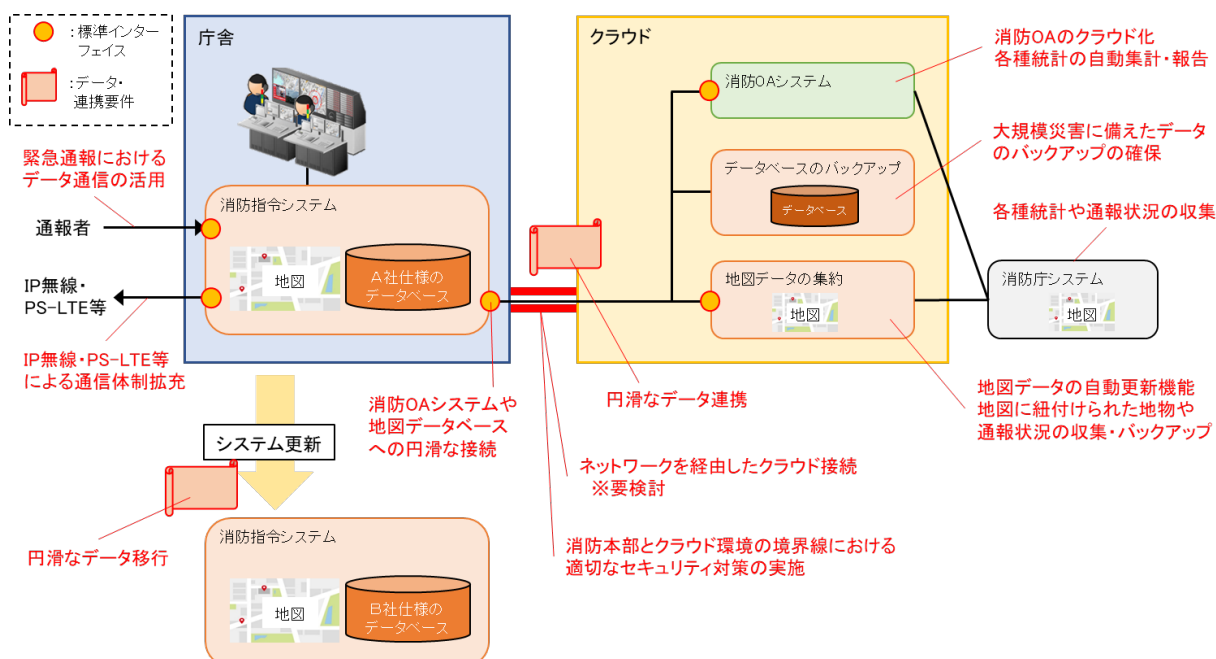 ：標準インター
フェイス
：データ・
連携要件
庁舎
クラウド
消防OAシステム
消防OAのクラウド化
各種統計の自動集計・報告
データベースのバックアップ
データベース
大規模災害に備えたデータ
のバックアップの確保
緊急通報における
データ通信の活用
通報者
消防指令システム
地図
A社仕様の
データベース
IP無線・
PS-LTE等
IP無線・PS-LTE等
による通信体制拡充
地図データの集約
地図
各種統計や通報状況の収集
消防庁システム
地図
消防OAシステムや
地図データベース
への円滑な接続
円滑なデータ連携
地図データの自動更新機能
地図に紐付けられた地物や
通報状況の収集・バックアップ
システム更新
ネットワークを経由したクラウド接続
※要検討
円滑なデータ移行
消防本部とクラウド環境の境界線における
適切なセキュリティ対策の実施
消防指令システム
地図
B社仕様の
データベース